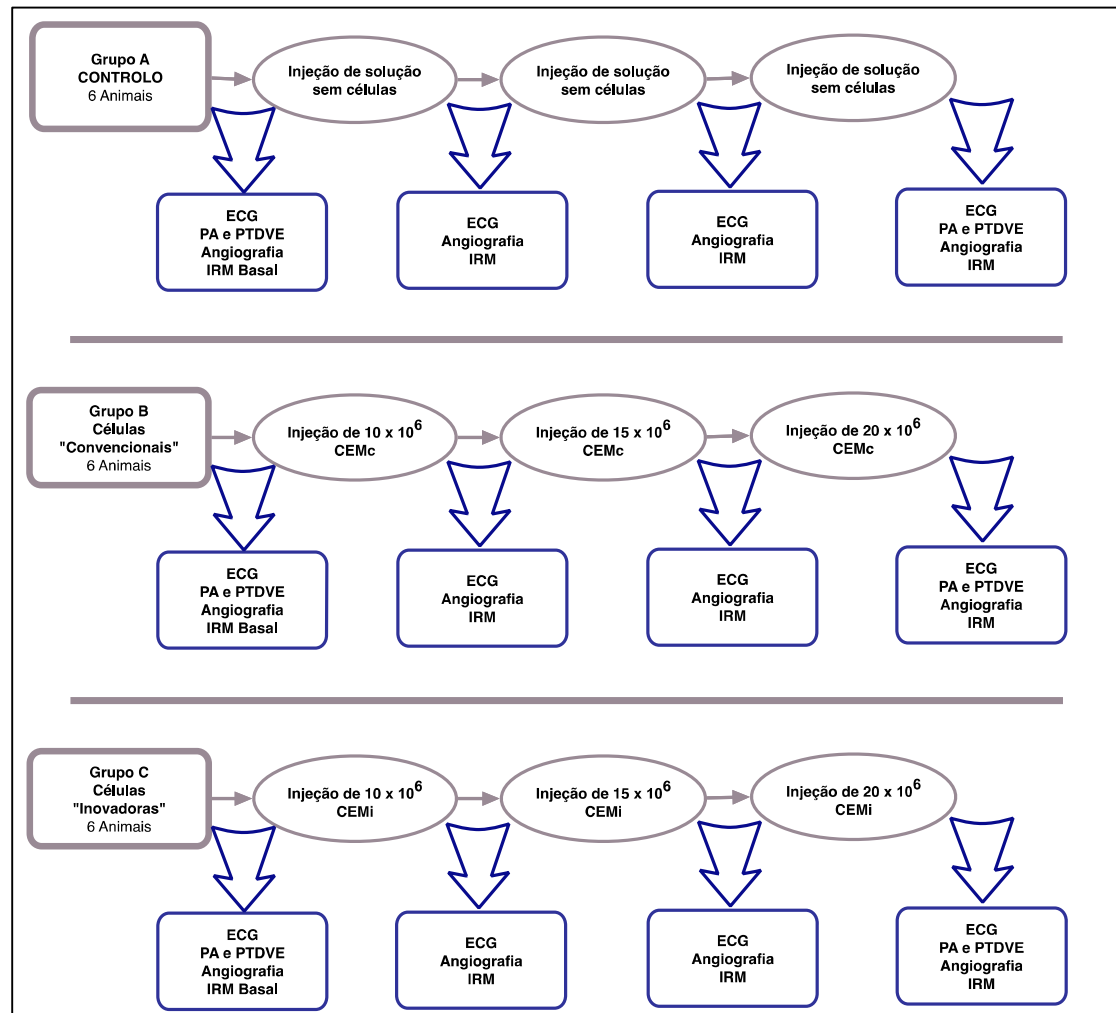 Grupo A
CONTROLO
6 Animais
Injeção de solução
sem células
Injeção de solução
sem células
Injeção de solução
sem células
ECG
PA e PTDVE
Angiografia
IRM Basal
ECG
Angiografia
IRM
ECG
Angiografia
IRM
ECG
PA e PTDVE
Angiografia
IRM
Grupo B
Células
"Convencionais"
6 Animais
Injeção de 10 x 10⁶
CEMc
Injeção de 15 x 10⁶
CEMc
Injeção de 20 x 10⁶
CEMc
ECG
PA e PTDVE
Angiografia
IRM Basal
ECG
Angiografia
IRM
ECG
Angiografia
IRM
ECG
PA e PTDVE
Angiografia
IRM
Grupo C
Células
"Inovadoras"
6 Animais
Injeção de 10 x 10⁶
CEMi
Injeção de 15 x 10⁶
CEMi
Injeção de 20 x 10⁶
CEMi
ECG
PA e PTDVE
Angiografia
IRM Basal
ECG
Angiografia
IRM
ECG
Angiografia
IRM
ECG
PA e PTDVE
Angiografia
IRM